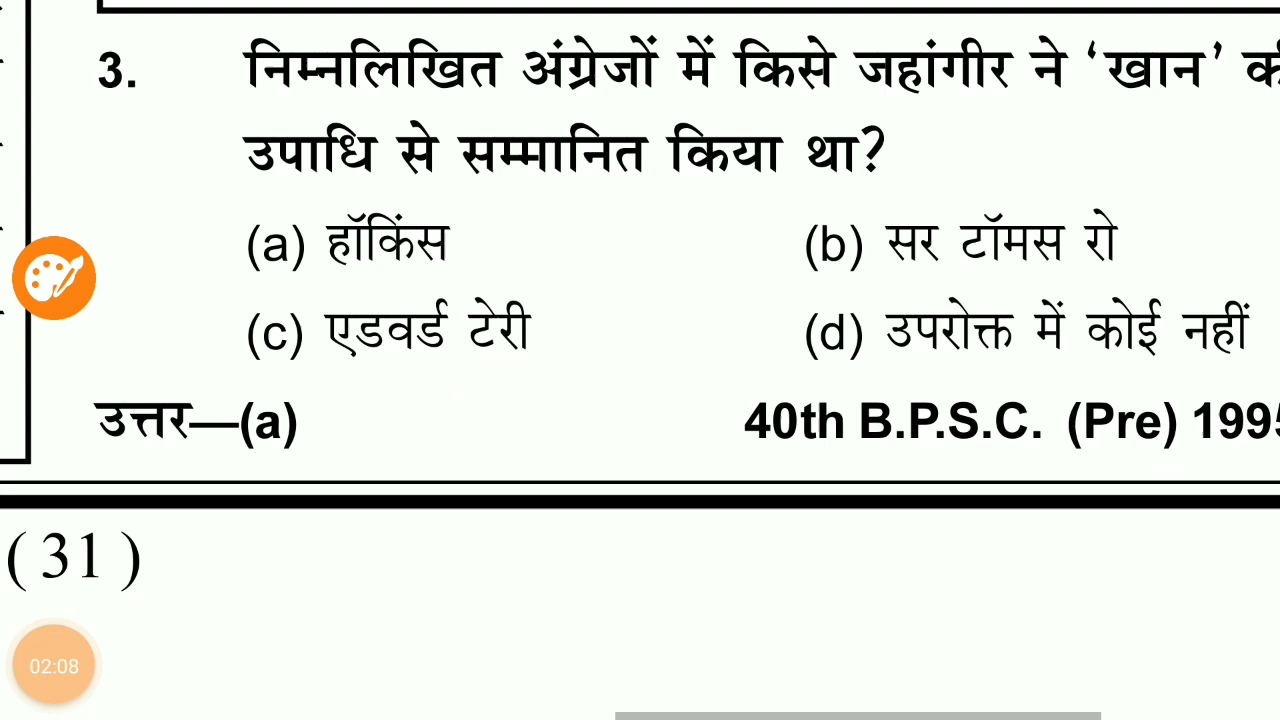 3. निम्नलिखित अंग्रेजों में किसे जहांगीर ने ‘खान’
उपाधि से सम्मानित किया था?
(a) हॉकिंस (b) सर टॉमस रो
(c) एडवर्ड टेरी (d) उपरोक्त में कोई नहीं
उत्तर—(a) 40th B.P.S.C. (Pre)
(31)
02:08